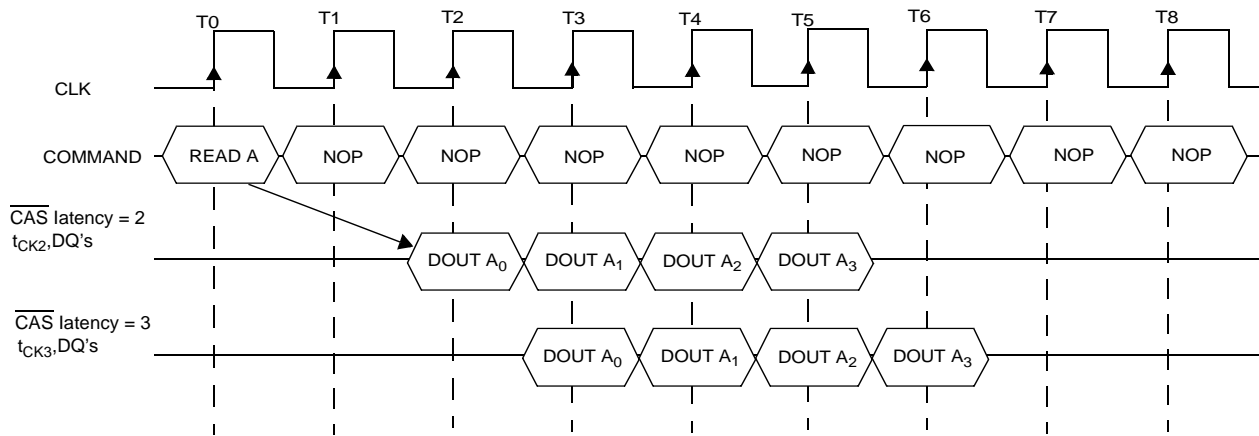 T0 T1 T2 T3 T4 T5 T6 T7 T8
CLK
COMMAND READ A NOP NOP NOP NOP NOP NOP NOP NOP
CAS latency = 2
tCK2,DQ's
DOUT A0 DOUT A1 DOUT A2 DOUT A3
CAS latency = 3
tCK3,DQ's
DOUT A0 DOUT A1 DOUT A2 DOUT A3